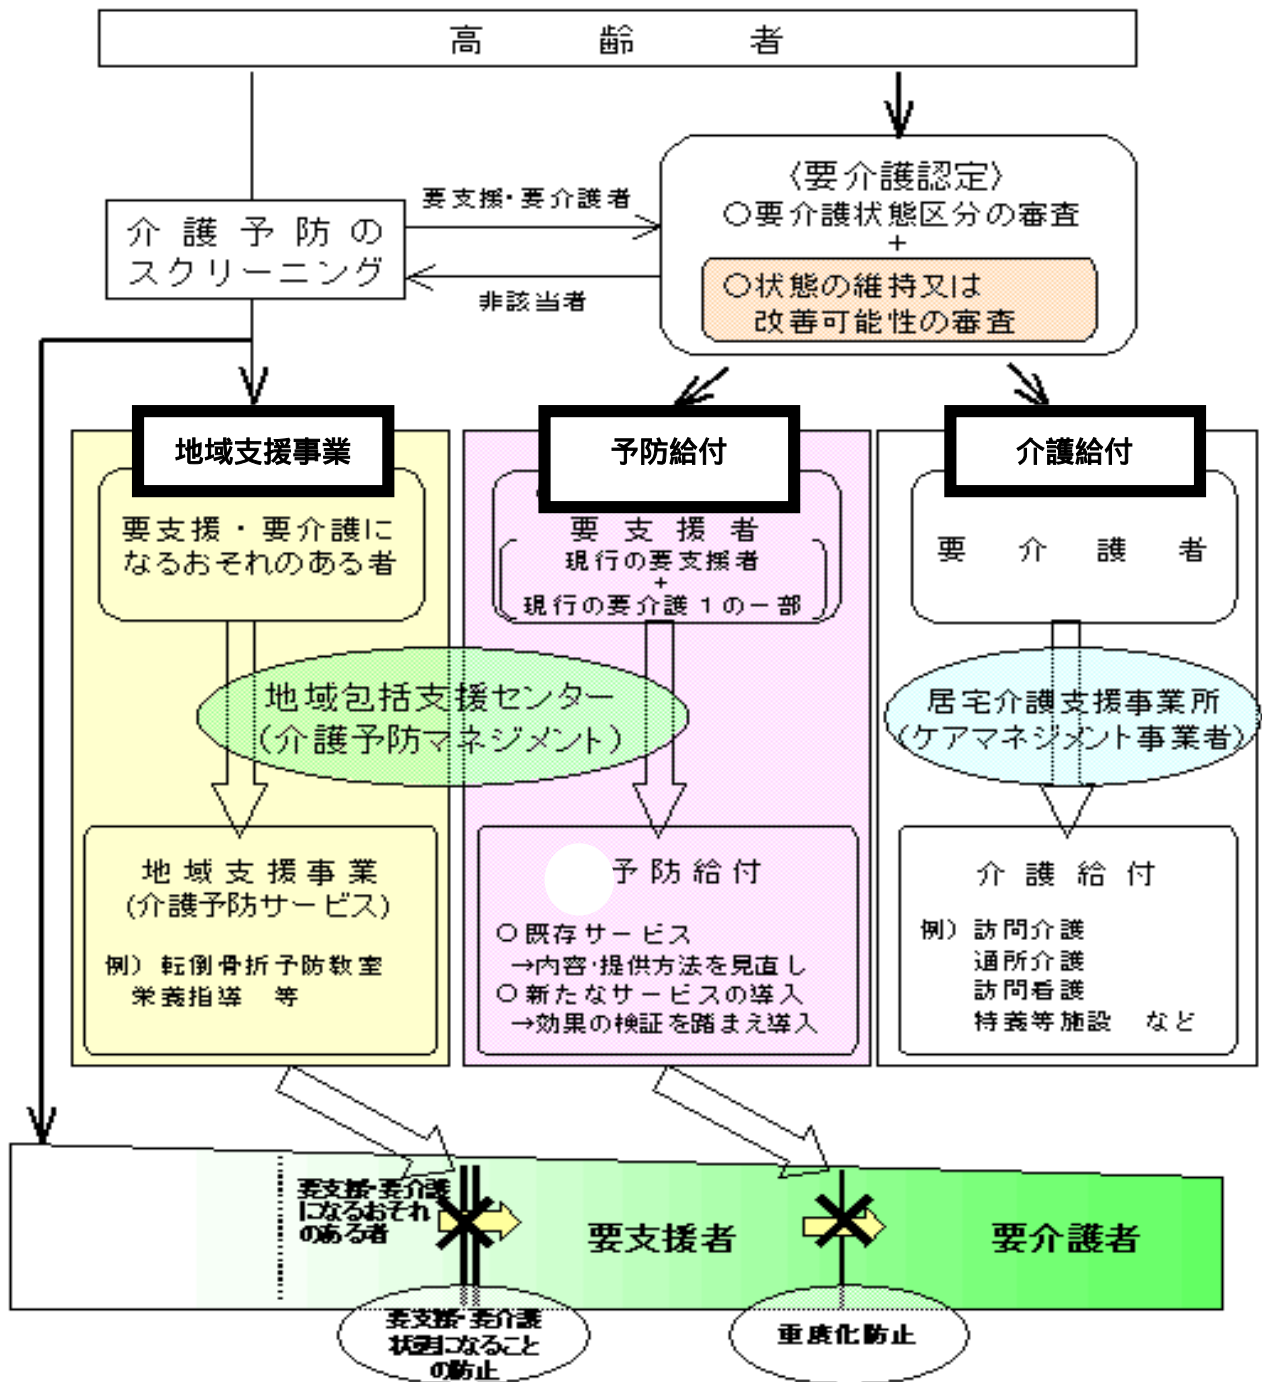 高齢者
要支援・要介護者
介護予防の
スクリーニング
非該当者
〈要介護認定〉
○要介護状態区分の審査
+
○状態の維持又は
改善可能性の審査
地域支援事業
予防給付
介護給付
要支援・要介護に
なるおそれのある者
要支援者
現行の要支援者
+
現行の要介護1の一部
要介護者
地域包括支援センター
(介護予防マネジメント)
居宅介護支援事業所
(ケアマネジメント事業者)
地域支援事業
(介護予防サービス)
例) 転倒骨折予防教室
栄養指導 等
予防給付
○既存サービス
→内容・提供方法を見直し
○新たなサービスの導入
→効果の検証を踏まえ導入
介護給付
例) 訪問介護
通所介護
訪問看護
特養等施設 など
要支援・要介護
になるおそれ
のある者
要支援者
要介護者
要支援・要介護
状態になること
の防止
重度化防止